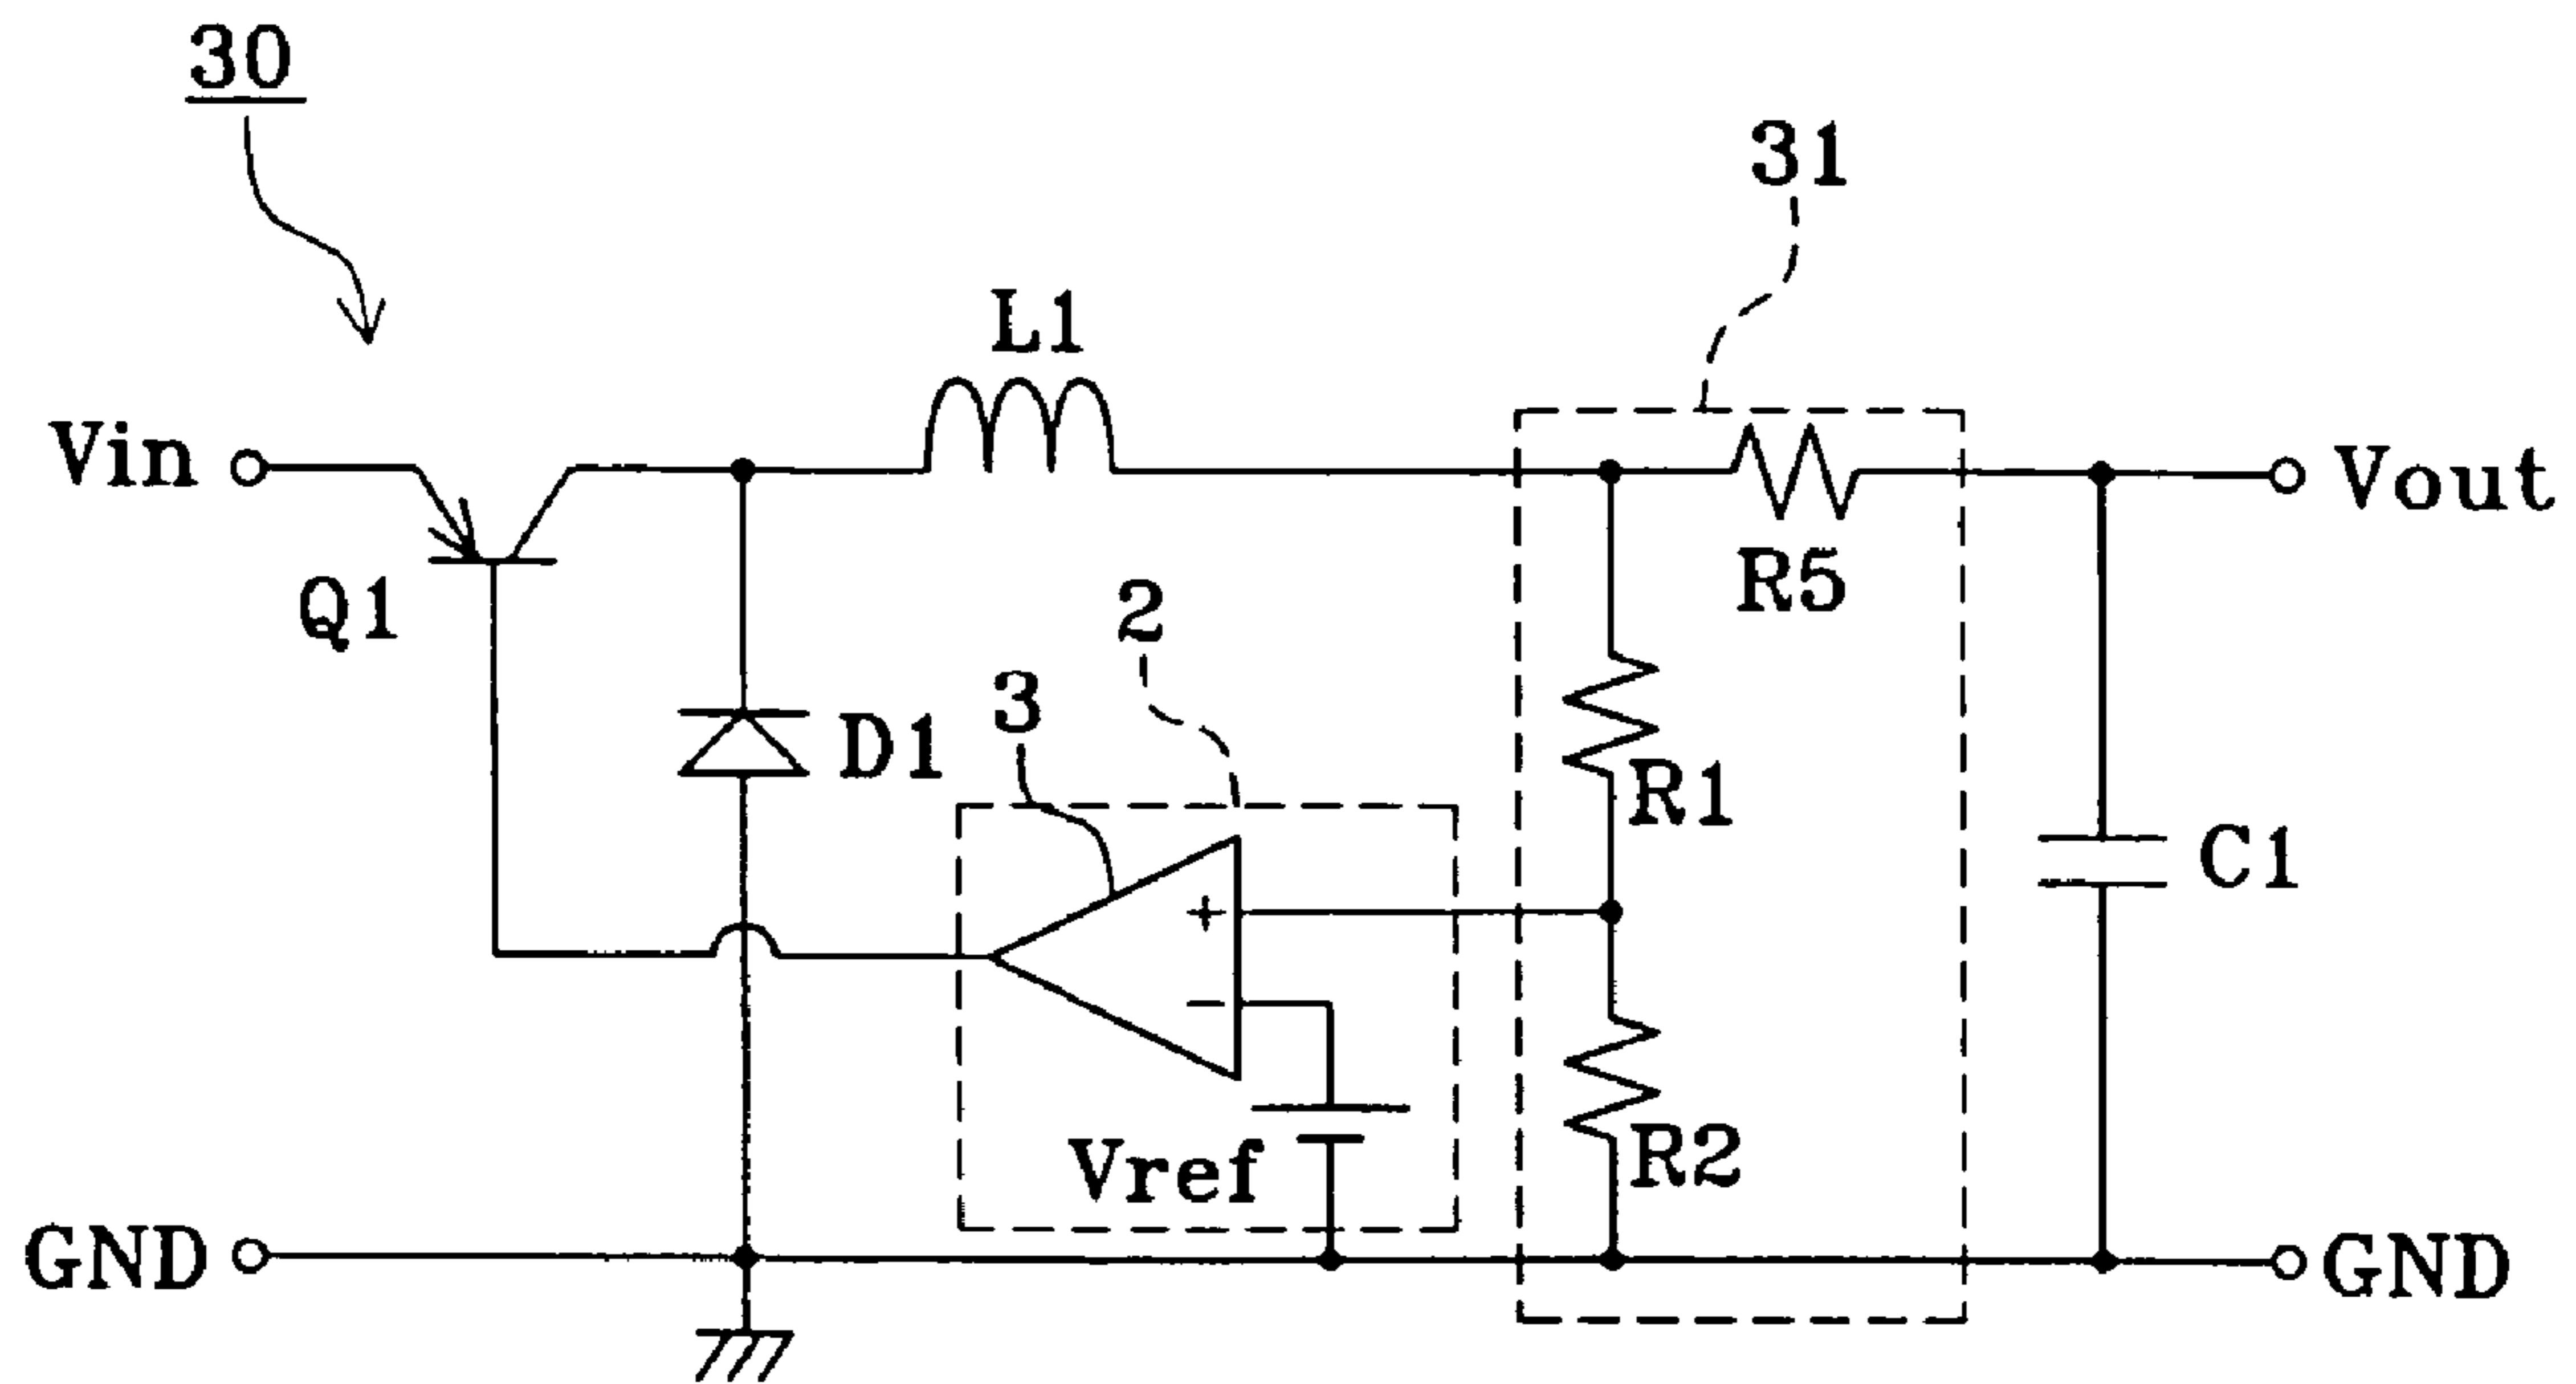 30
31
L1
Vin
Vout
R5
Q1
2
3
D1
R1
C1
+
−
Vref
R2
GND
GND